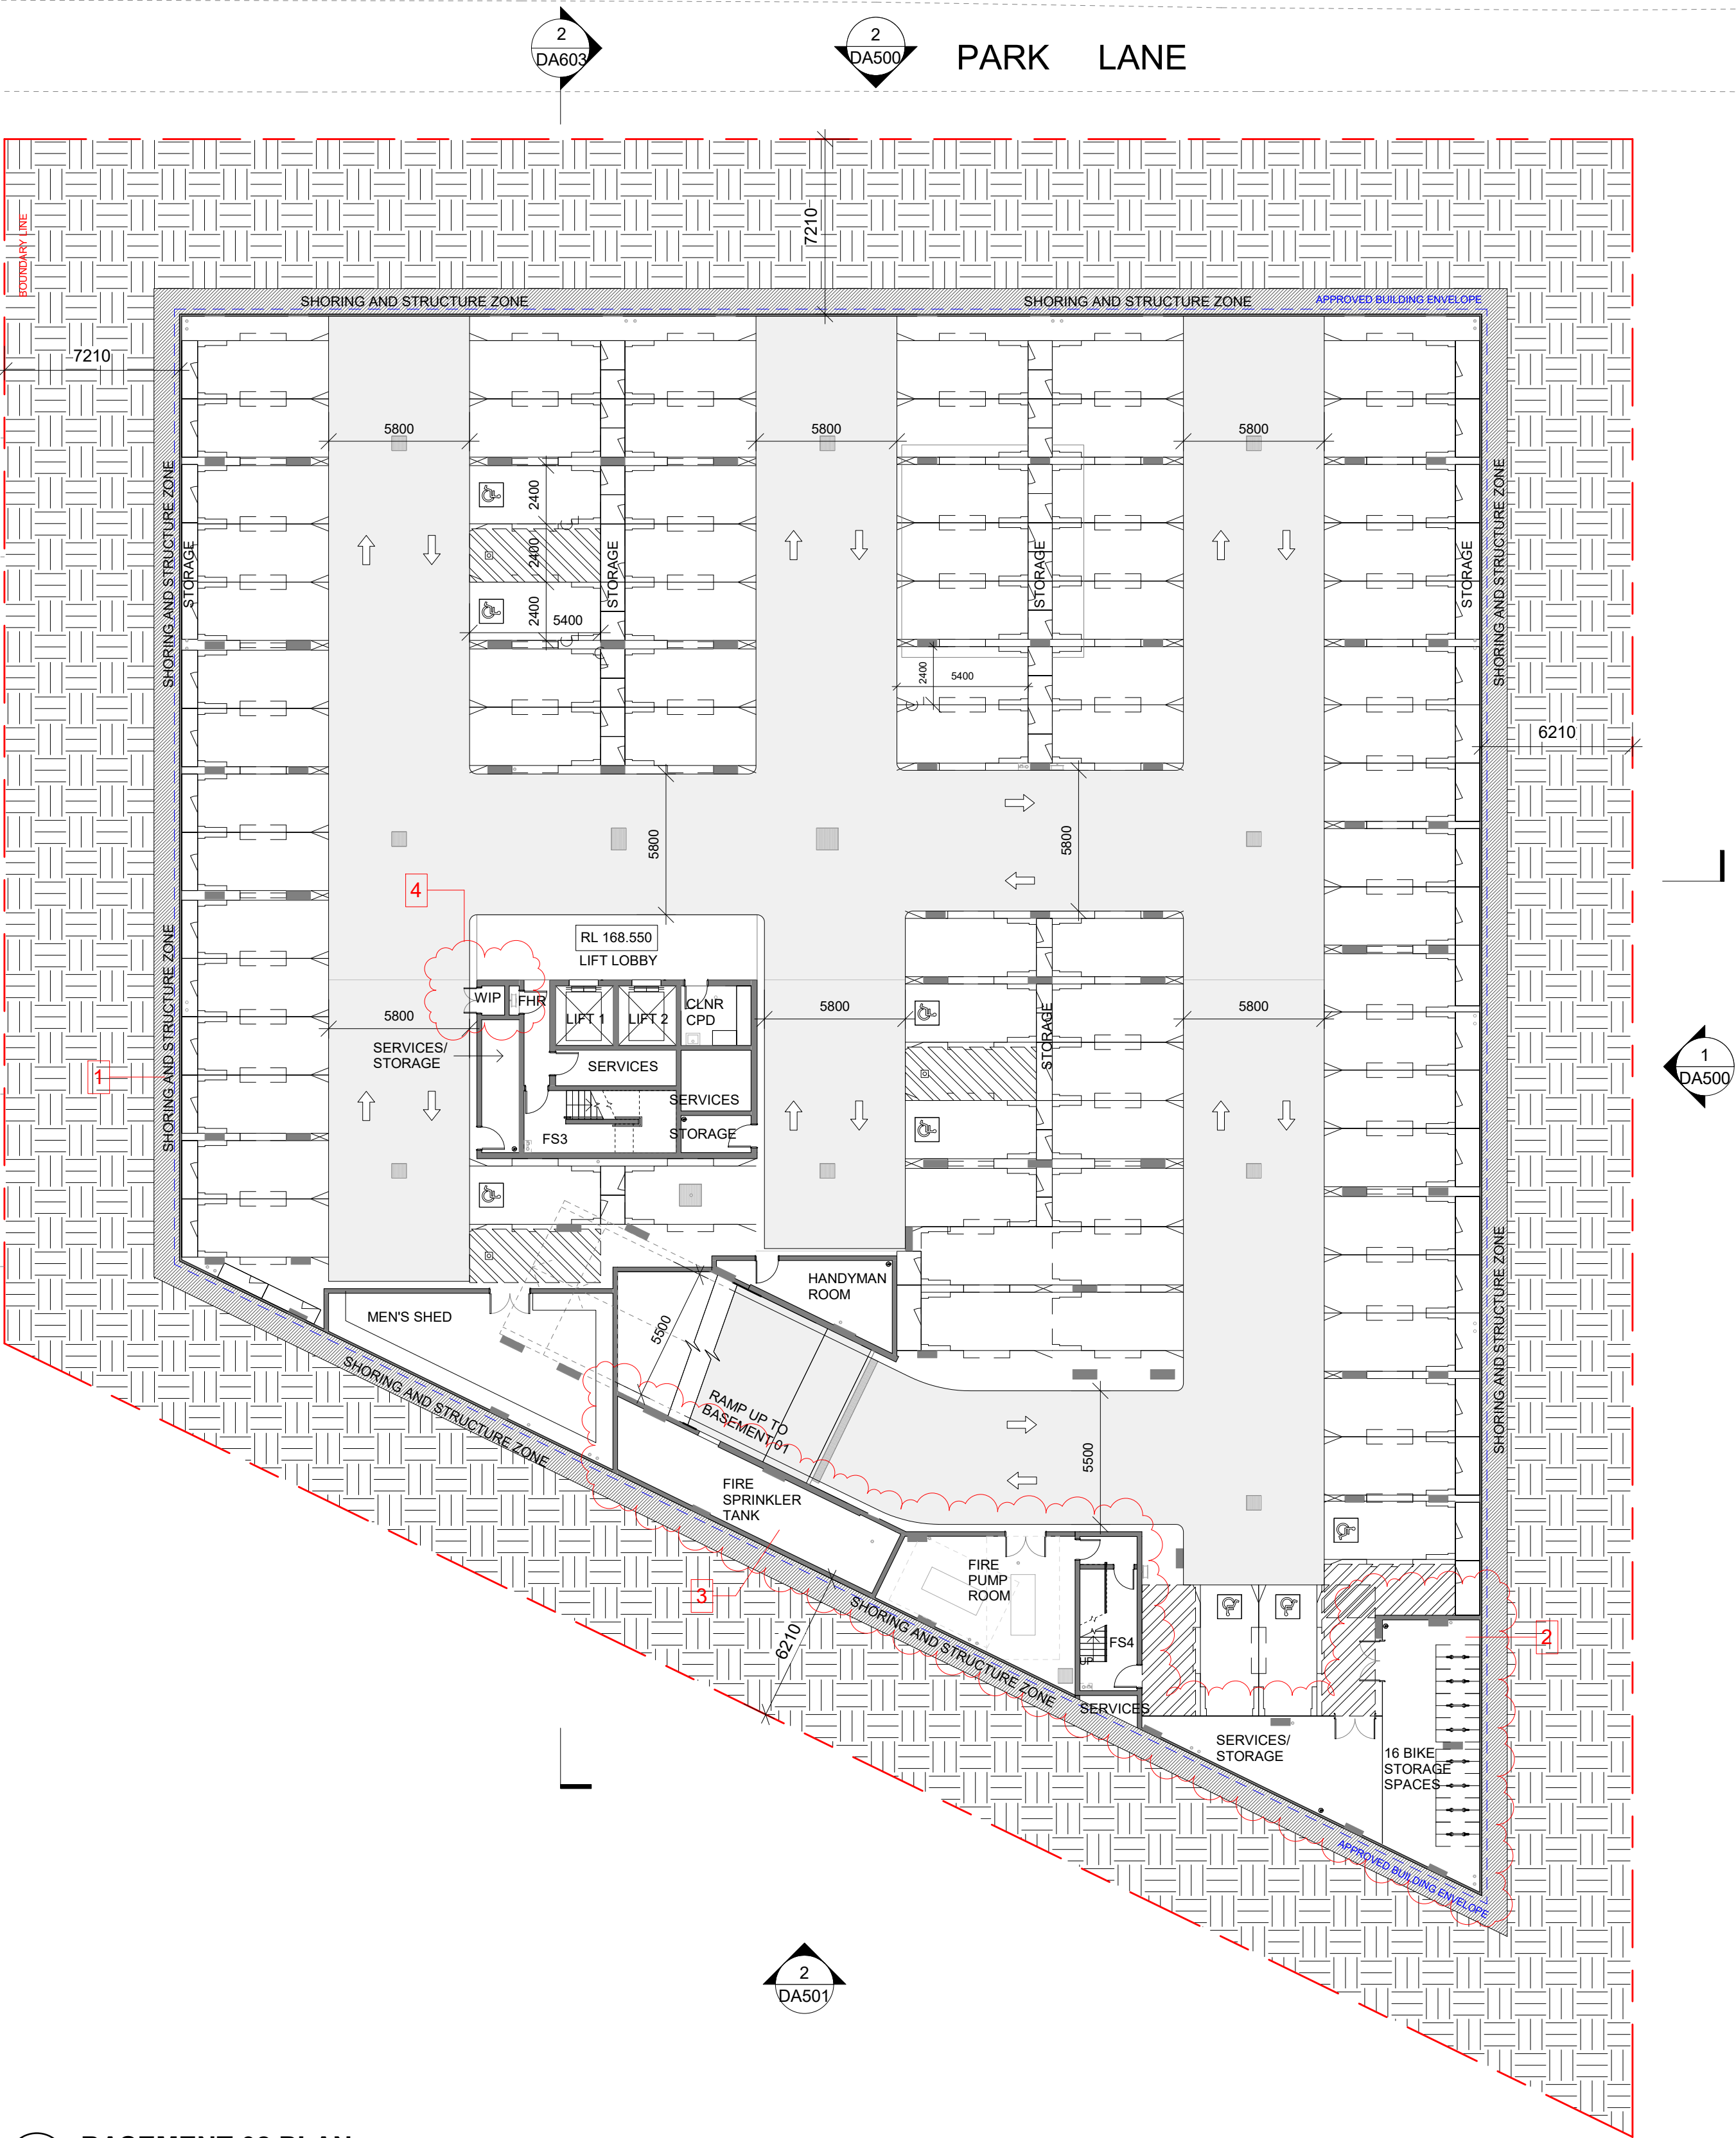 2
DA603
2
DA500
PARK LANE
BOUNDARY LINE
7210
SHORING AND STRUCTURE ZONE
SHORING AND STRUCTURE ZONE
APPROVED BUILDING ENVELOPE
7210
5800
5800
5800
SHORING AND STRUCTURE ZONE
STORAGE
2400
2400
2400
5400
STORAGE
STORAGE
STORAGE
SHORING AND STRUCTURE ZONE
2400
5400
6210
5800
5800
4
RL 168.550
LIFT LOBBY
SHORING AND STRUCTURE ZONE
WIP
FHR
LIFT 1
LIFT 2
CLNR
CPD
5800
5800
5800
STORAGE
SERVICES/
STORAGE
SERVICES
1
SERVICES
FS3
STORAGE
1
DA500
HANDYMAN
ROOM
MEN'S SHED
5500
SHORING AND STRUCTURE ZONE
SHORING AND STRUCTURE ZONE
RAMP UP TO
BASEMENT 01
5500
FIRE
SPRINKLER
TANK
FIRE
PUMP
ROOM
3
SHORING AND STRUCTURE ZONE
6210
FS4
UP
2
SERVICES
SERVICES/
STORAGE
16 BIKE
STORAGE
SPACES
APPROVED BUILDING ENVELOPE
2
DA501